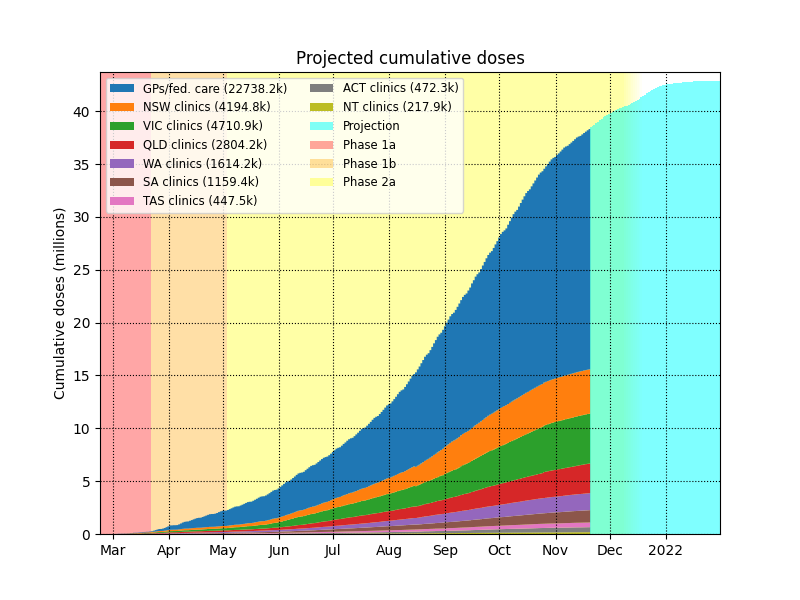 Projected cumulative doses
Cumulative doses (millions)
40
35
30
25
20
15
10
5
0
GPs/fed. care (22738.2k)
NSW clinics (4194.8k)
VIC clinics (4710.9k)
QLD clinics (2804.2k)
WA clinics (1614.2k)
SA clinics (1159.4k)
TAS clinics (447.5k)
ACT clinics (472.3k)
NT clinics (217.9k)
Projection
Phase 1a
Phase 1b
Phase 2a
Mar Apr May Jun Jul Aug Sep Oct Nov Dec 2022